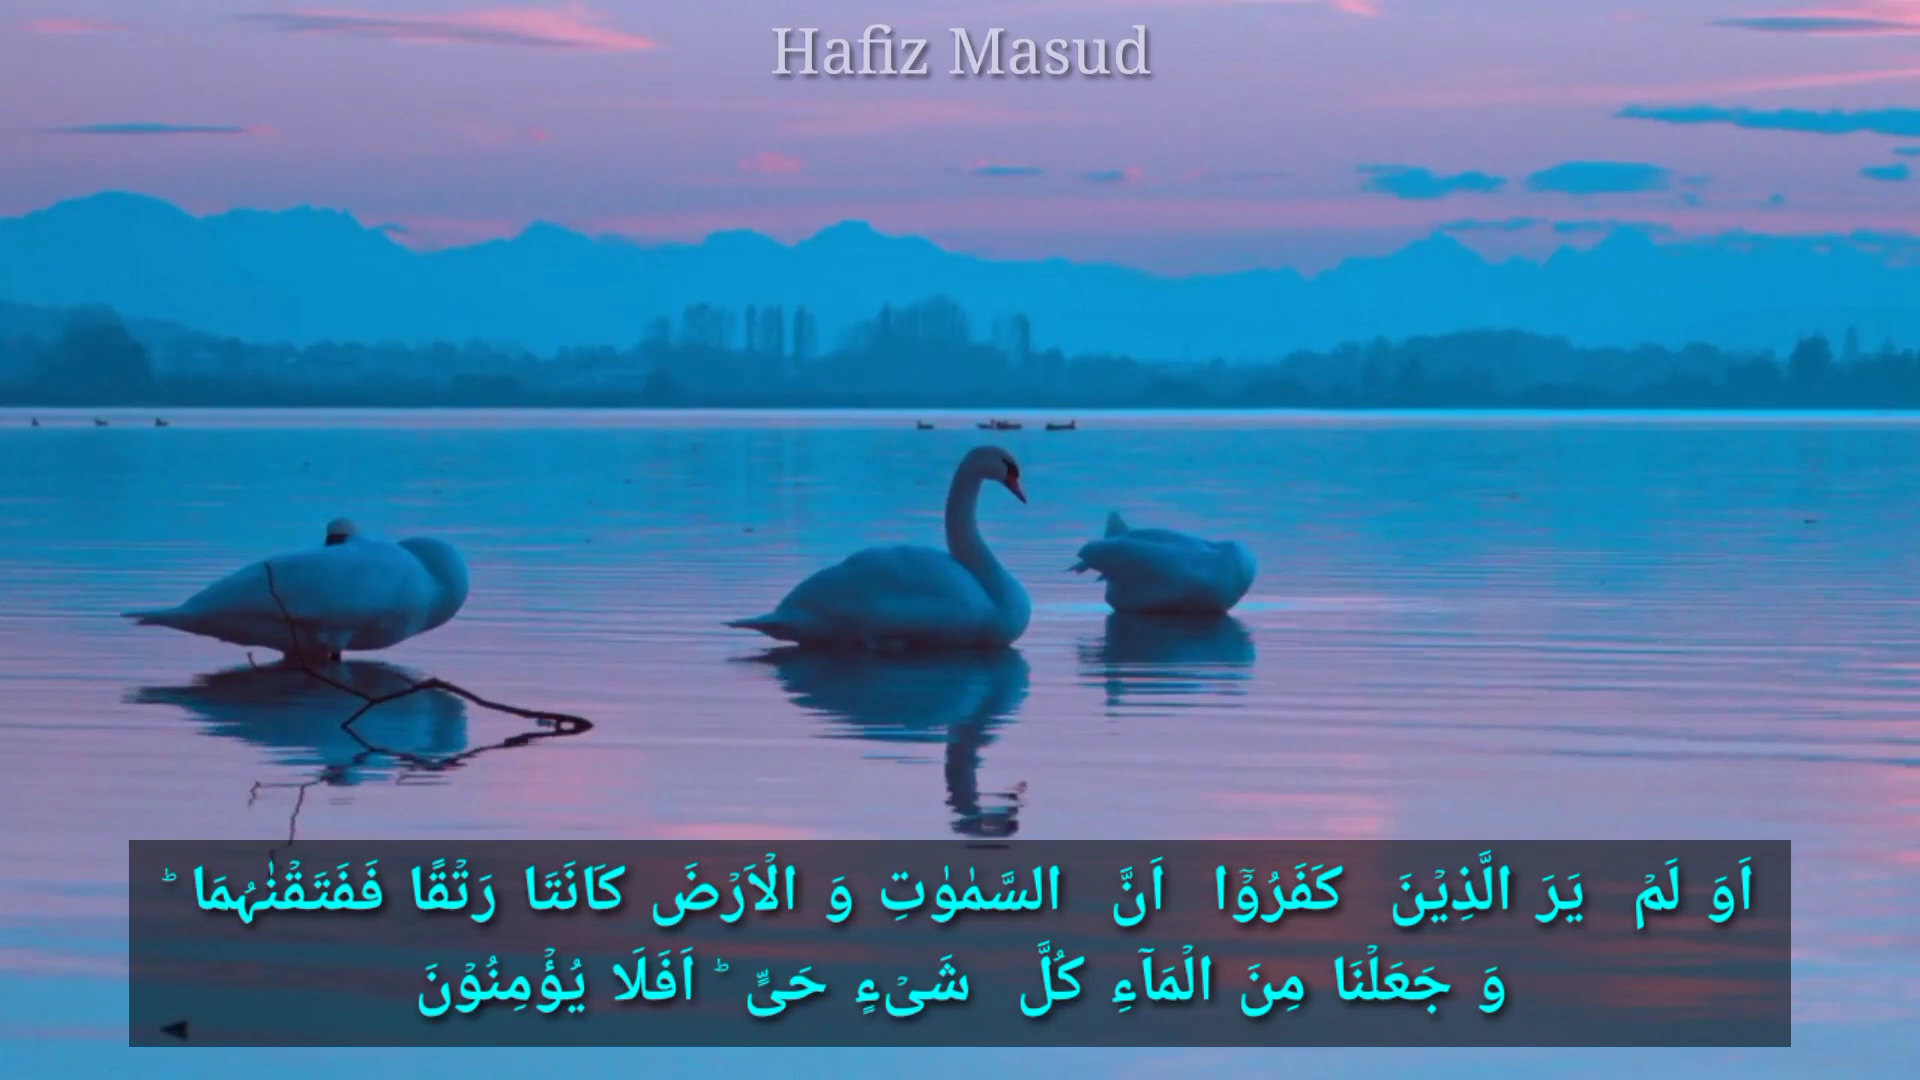 Hafiz Masud
اَوَ لَمْ یَرَ الَّذِیْنَ کَفَرُوْۤا اَنَّ السَّمٰوٰتِ وَ الْاَرْضَ کَانَتَا رَتْقًا فَفَتَقْنٰہُمَا ؕ
وَ جَعَلْنَا مِنَ الْمَآءِ کُلَّ شَیْءٍ حَیٍّ ؕ اَفَلَا یُؤْمِنُوْنَ